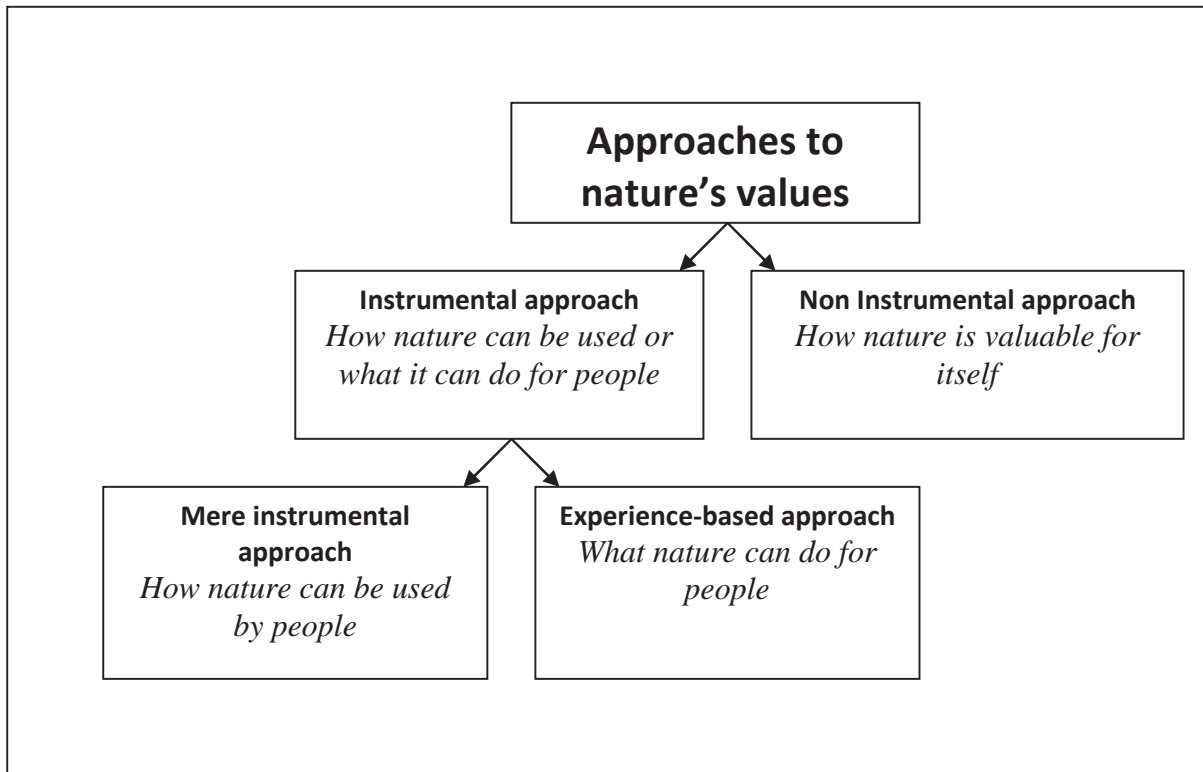 Approaches to
nature’s values
Instrumental approach
How nature can be used or
what it can do for people
Non Instrumental approach
How nature is valuable for
itself
Mere instrumental
approach
How nature can be used
by people
Experience-based approach
What nature can do for
people